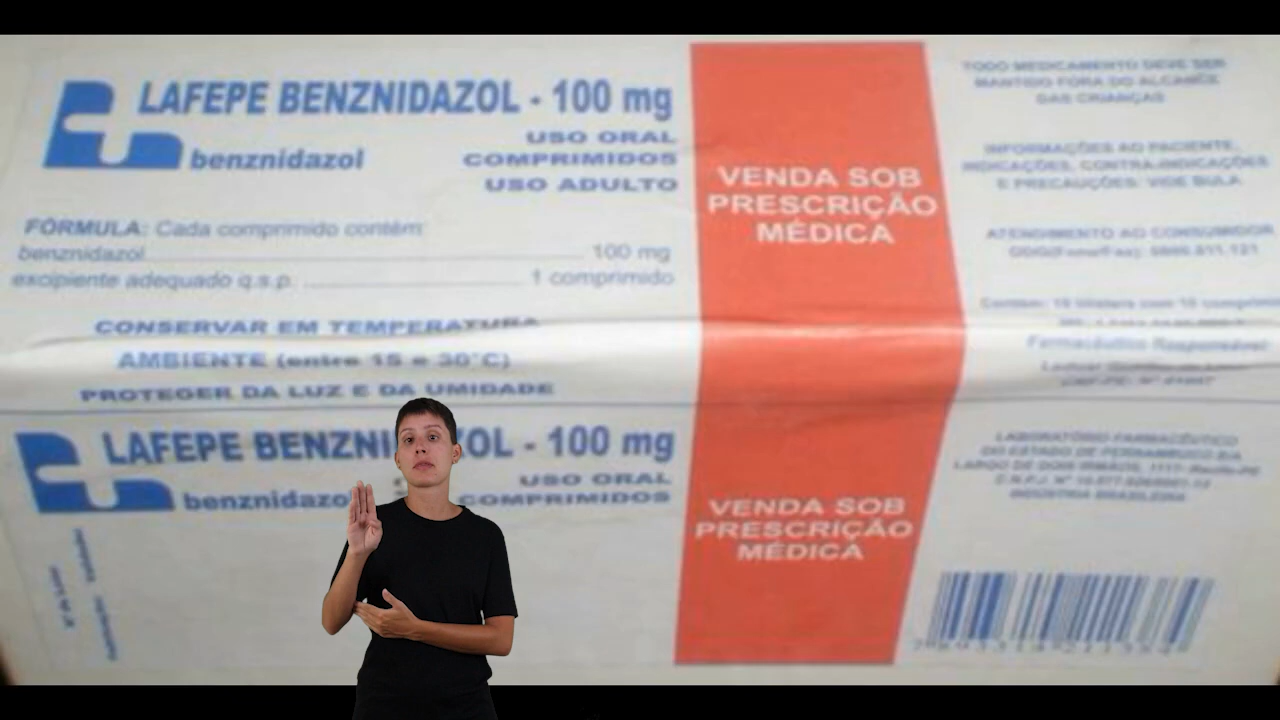 LAFEPE BENZNIDAZOL - 100 mg
benznidazol
USO ORAL
COMPRIMIDOS
USO ADULTO
FÓRMULA: Cada comprimido contém:
benznidazol 100 mg
excipiente adequado q.s.p. 1 comprimido
CONSERVAR EM TEMPERATURA
AMBIENTE (entre 15 e 30°C)
PROTEGER DA LUZ E DA UMIDADE
VENDA SOB
PRESCRIÇÃO
MÉDICA
TODO MEDICAMENTO DEVE SER
MANTIDO FORA DO ALCANCE
DAS CRIANÇAS
INFORMAÇÕES AO PACIENTE,
INDICAÇÕES, CONTRA-INDICAÇÕES
E PRECAUÇÕES: VIDE BULA
ATENDIMENTO AO CONSUMIDOR
Farmacêutico Responsável:
LAFEPE BENZNI ZOL - 100 mg
benznidazol
USO ORAL
COMPRIMIDOS
VENDA SOB
PRESCRIÇÃO
MÉDICA
LABORATÓRIO FARMACÊUTICO
DO ESTADO DE PERNAMBUCO
INDÚSTRIA BRASILEIRA